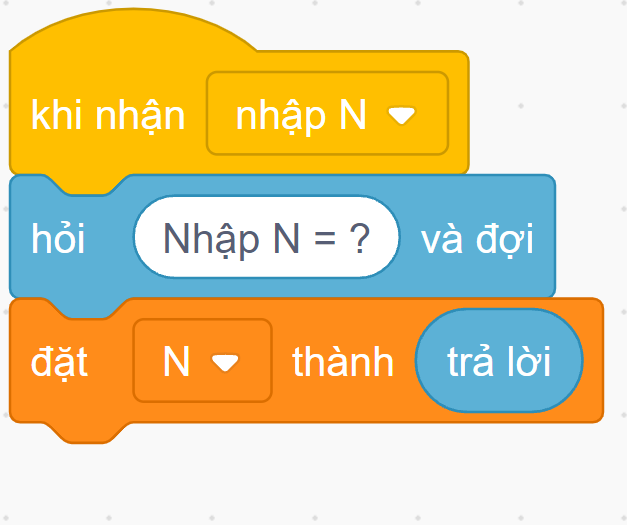 khi nhận nhập N
hỏi Nhập N = ? và đợi
đặt N thành trả lời